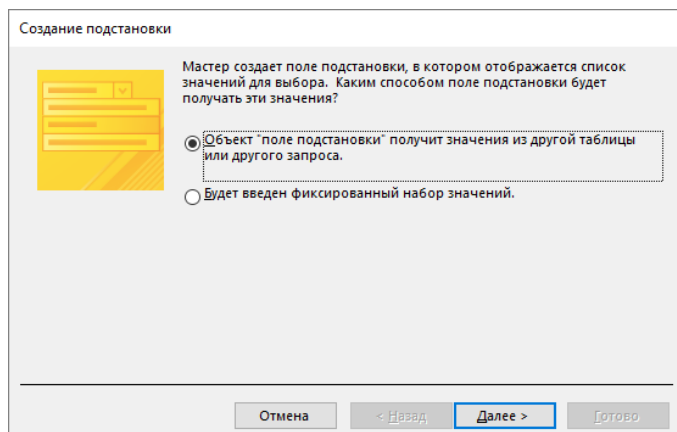 Создание подстановки
Мастер создает поле подстановки, в котором отображается список
значений для выбора. Каким способом поле подстановки будет
получать эти значения?
Объект "поле подстановки" получит значения из другой таблицы
или другого запроса.
Будет введен фиксированный набор значений.
Отмена < Назад Далее > Готово